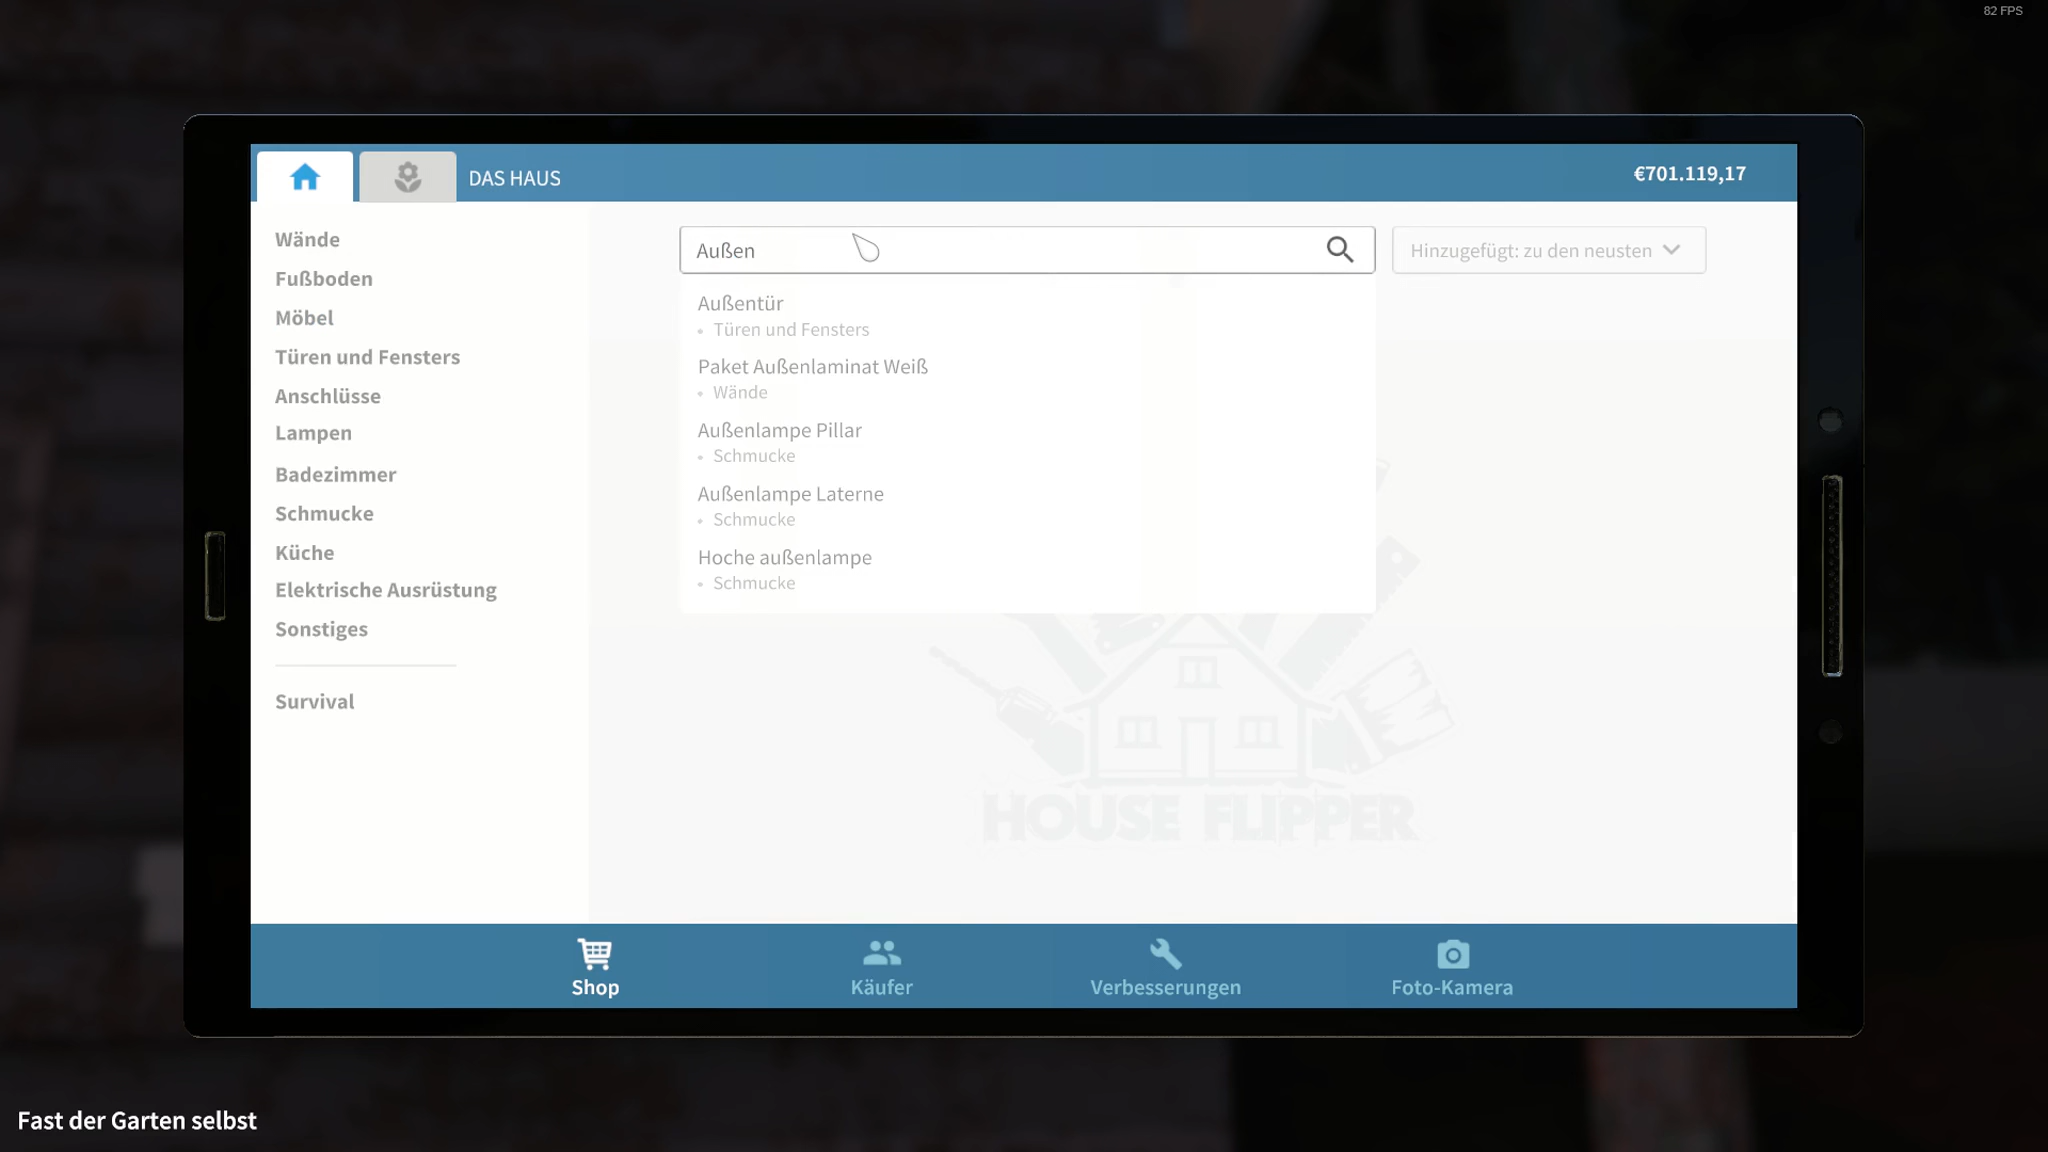 82 FPS
DAS HAUS
€701.119,17
Wände
Fußboden
Möbel
Türen und Fensters
Anschlüsse
Lampen
Badezimmer
Schmucke
Küche
Elektrische Ausrüstung
Sonstiges
Survival
Außen
Hinzugefügt: zu den neusten
Außentür
• Türen und Fensters
Paket Außenlaminat Weiß
• Wände
Außenlampe Pillar
• Schmucke
Außenlampe Laterne
• Schmucke
Hoche außenlampe
• Schmucke
HOUSE FLIPPER
Shop
Käufer
Verbesserungen
Foto-Kamera
Fast der Garten selbst